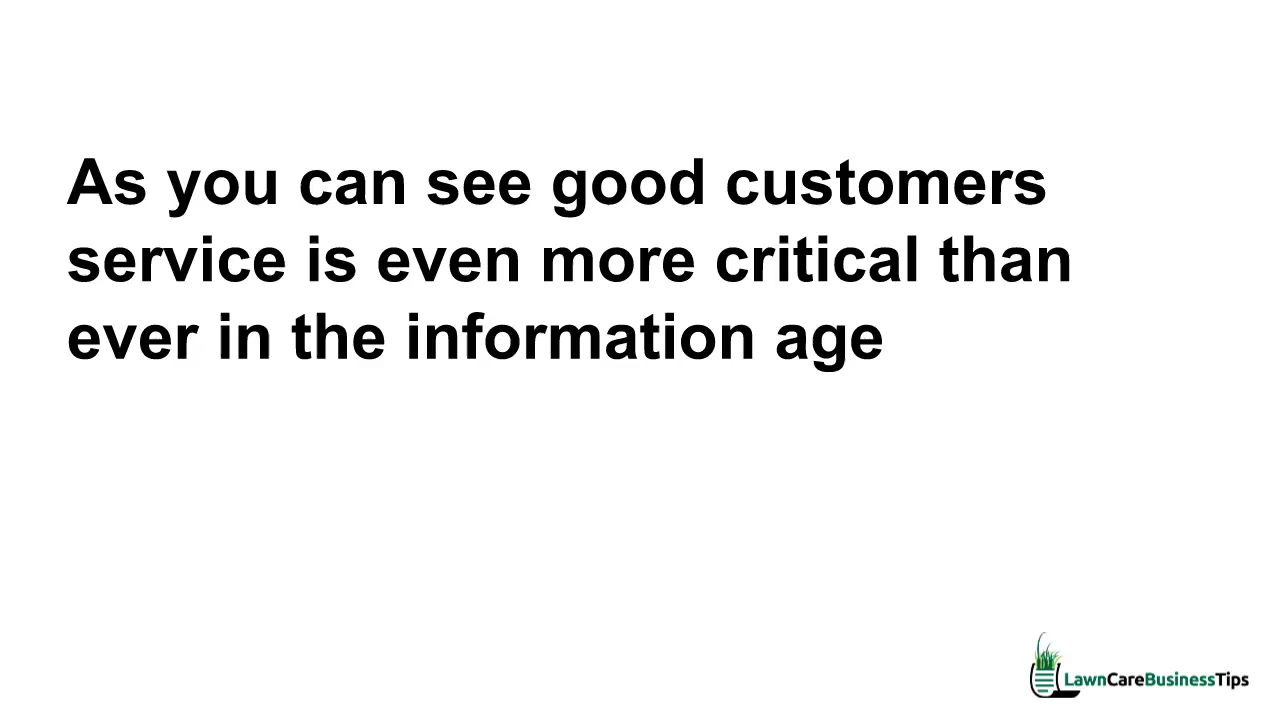 As you can see good customers
service is even more critical than
ever in the information age
LawnCareBusinessTips